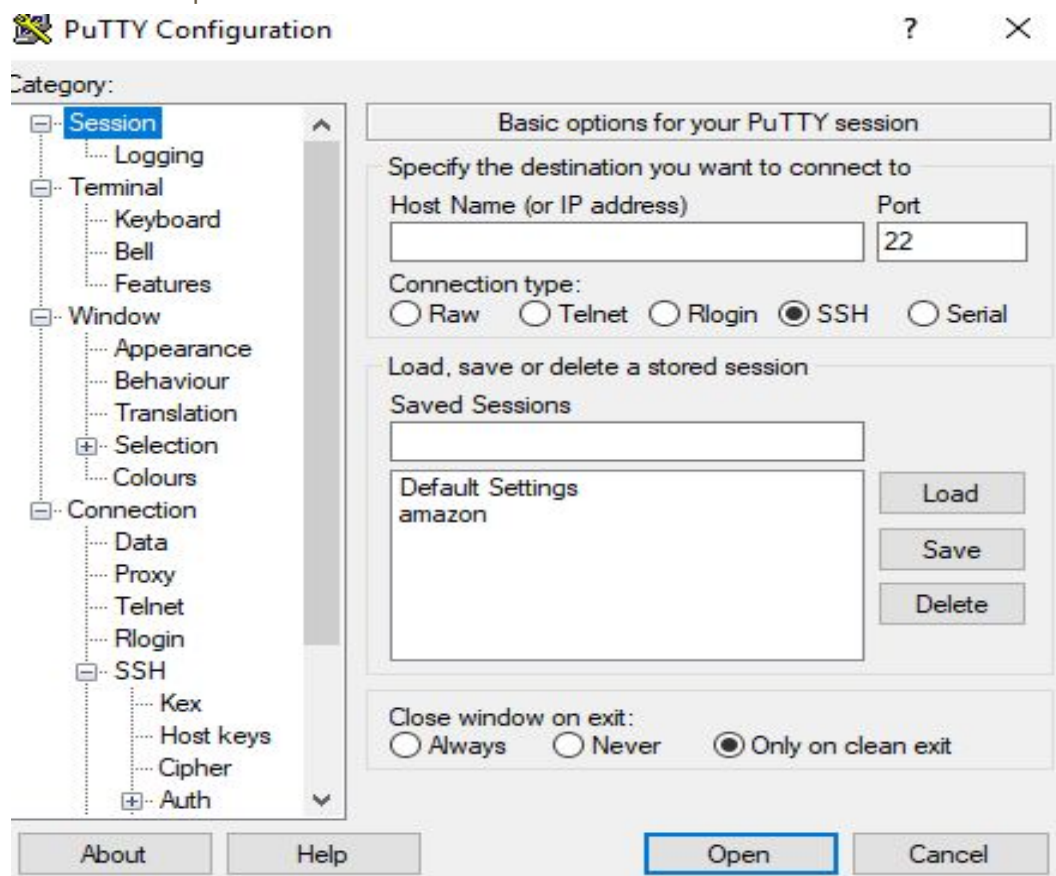 PuTTY Configuration ? ×
Category:
Session
Logging
Terminal
Keyboard
Bell
Features
Window
Appearance
Behaviour
Translation
Selection
Colours
Connection
Data
Proxy
Telnet
Rlogin
SSH
Kex
Host keys
Cipher
Auth
Basic options for your PuTTY session
Specify the destination you want to connect to
Host Name (or IP address) Port
22
Connection type:
Raw Telnet Rlogin SSH Serial
Load, save or delete a stored session
Saved Sessions
Default Settings
amazon
Load
Save
Delete
Close window on exit:
Always Never Only on clean exit
About Help Open Cancel